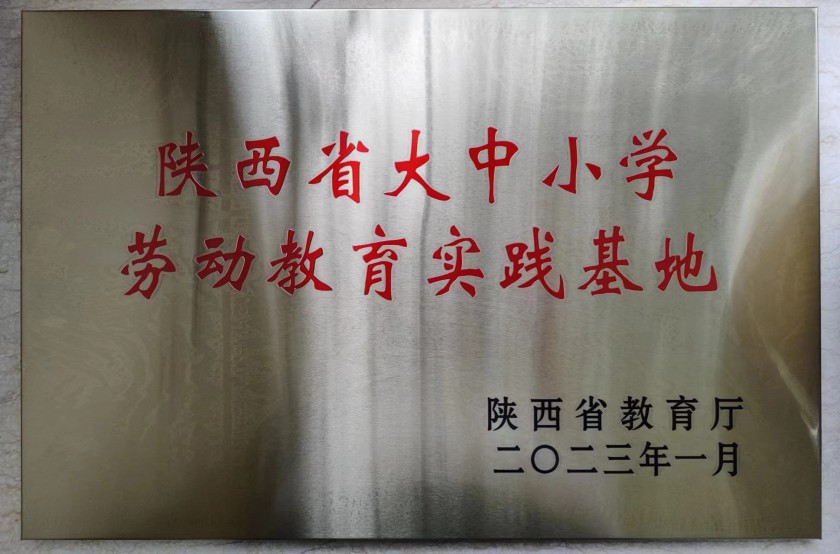 陕西省大中小学
劳动教育实践基地
陕西省教育厅
二〇二三年一月